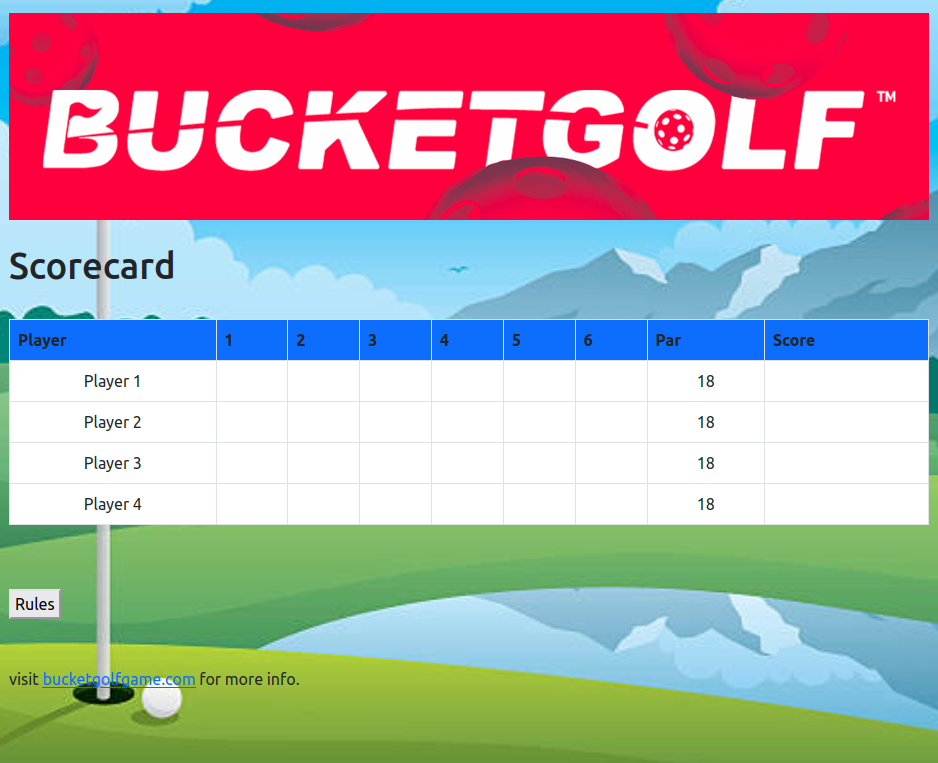 BUCKETGOLF™
Scorecard
Player 1 2 3 4 5 6 Par Score
Player 1 18
Player 2 18
Player 3 18
Player 4 18
Rules
visit bucketgolfgame.com for more info.